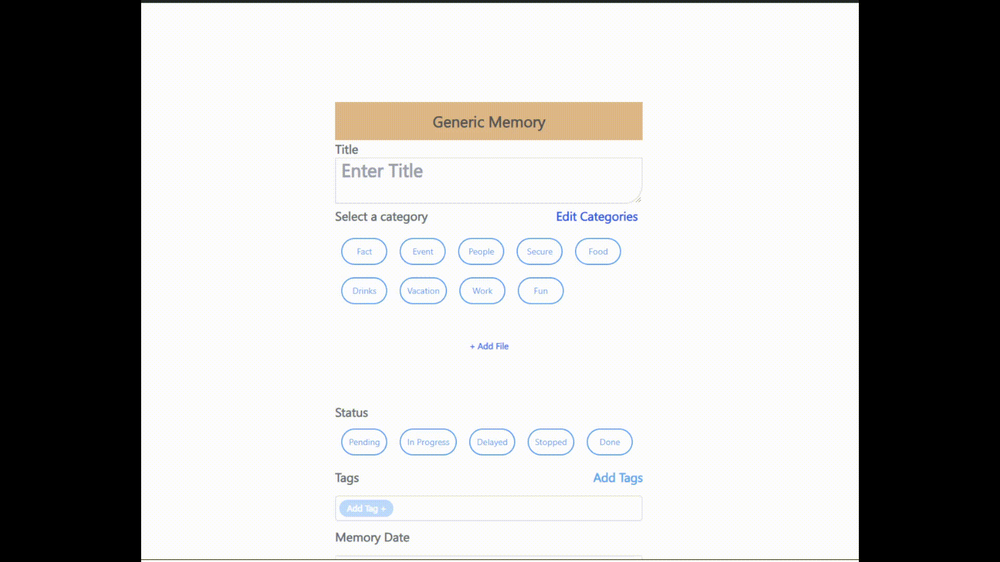 Generic Memory
Title
Enter Title
Select a category Edit Categories
Fact Event People Secure Food
Drinks Vacation Work Fun
+ Add File
Status
Pending In Progress Delayed Stopped Done
Tags Add Tags
Add Tag +
Memory Date